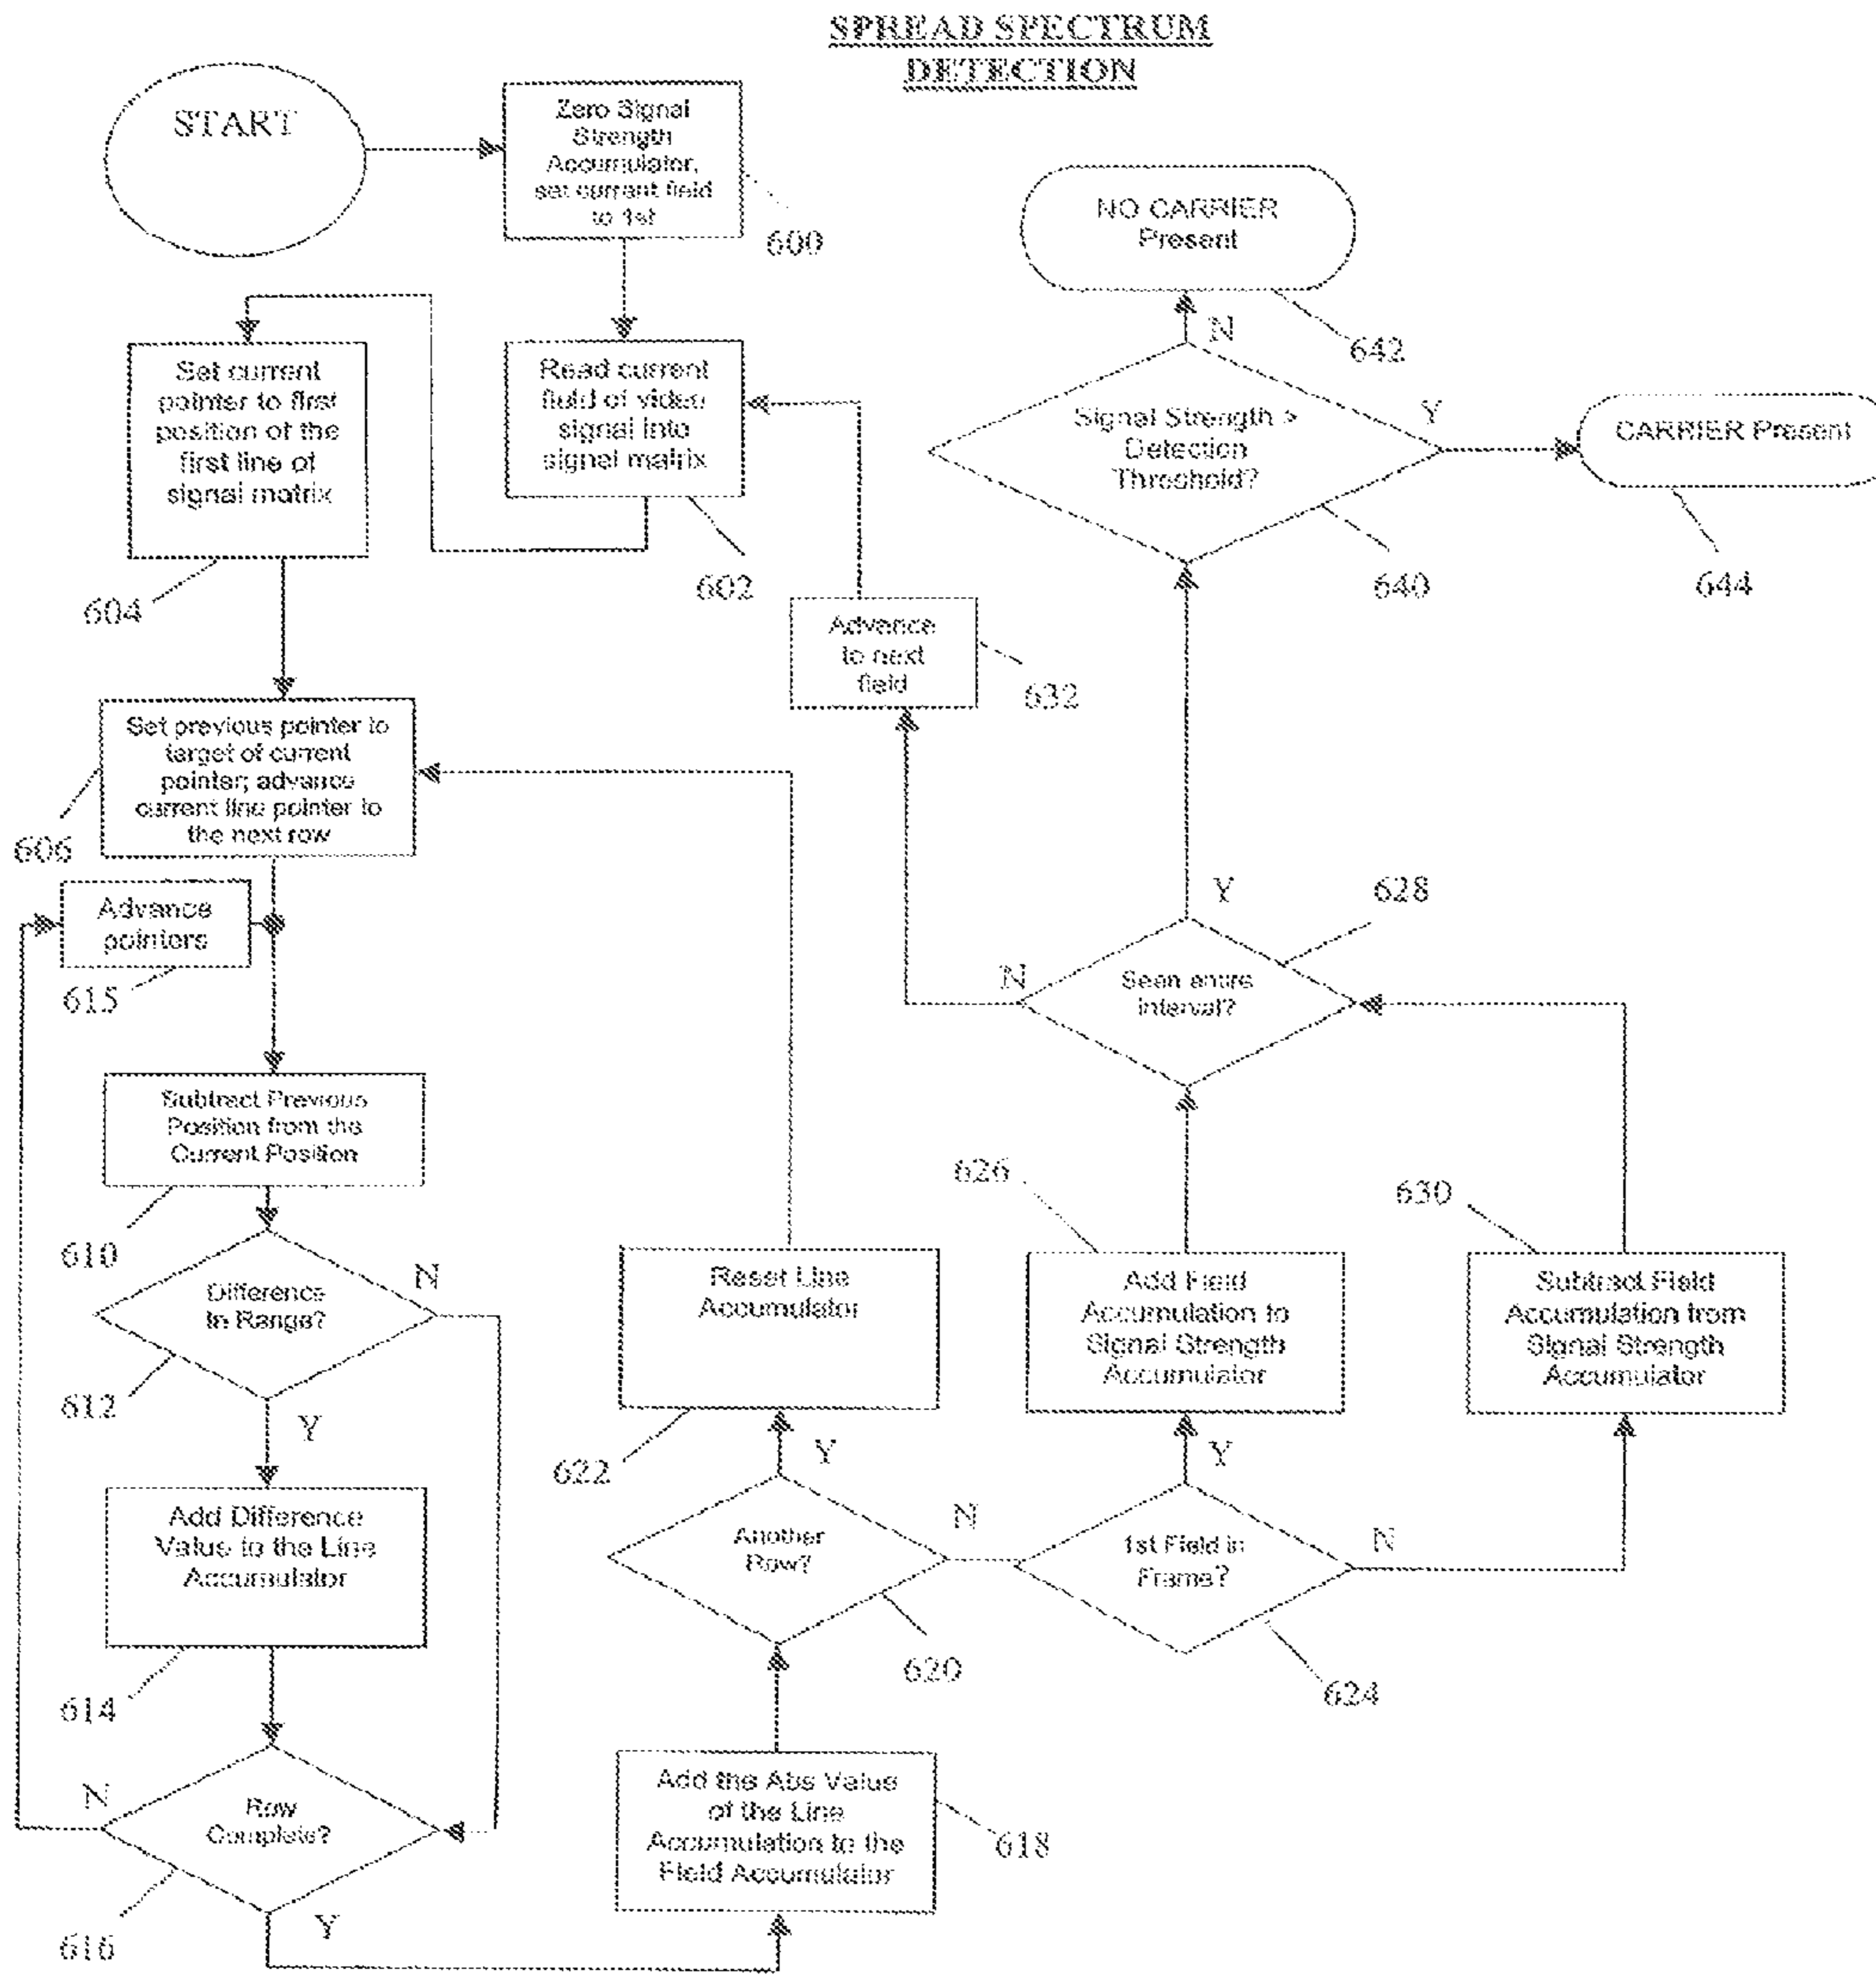 SPREAD SPECTRUM
DETECTION
START
Zero Signal
Strength
Accumulator,
set current field
to 1st
600
NO CARRIER
Present
642
Set current
pointer to first
position of the
first line of
signal matrix
604
Read current
field of video
signal into
signal matrix
602
Signal Strength >
Detection
Threshold?
N
Y
640
CARRIER Present
644
Advance
to next
field
632
Set previous pointer to
target of current
pointer; advance
current line pointer to
the next row
606
Advance
pointers
615
Seen entire
interval?
Y
N
628
Subtract Previous
Position from the
Current Position
610
Difference
In Range?
N
Y
612
Reset Line
Accumulator
622
Add Field
Accumulation to
Signal Strength
Accumulator
626
Subtract Field
Accumulation from
Signal Strength
Accumulator
630
Add Difference
Value to the Line
Accumulator
614
Another
Row?
Y
N
620
1st Field in
Frame?
Y
N
624
Row
Complete?
N
Y
616
Add the Abs Value
of the Line
Accumulation to the
Field Accumulator
618